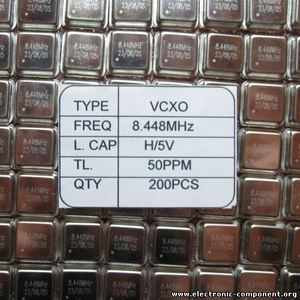 8.448MHz
23/08/05
TYPE VCXO
FREQ 8.448MHz
L. CAP H/5V
TL. 50PPM
QTY 200PCS
www.electronic-component.org